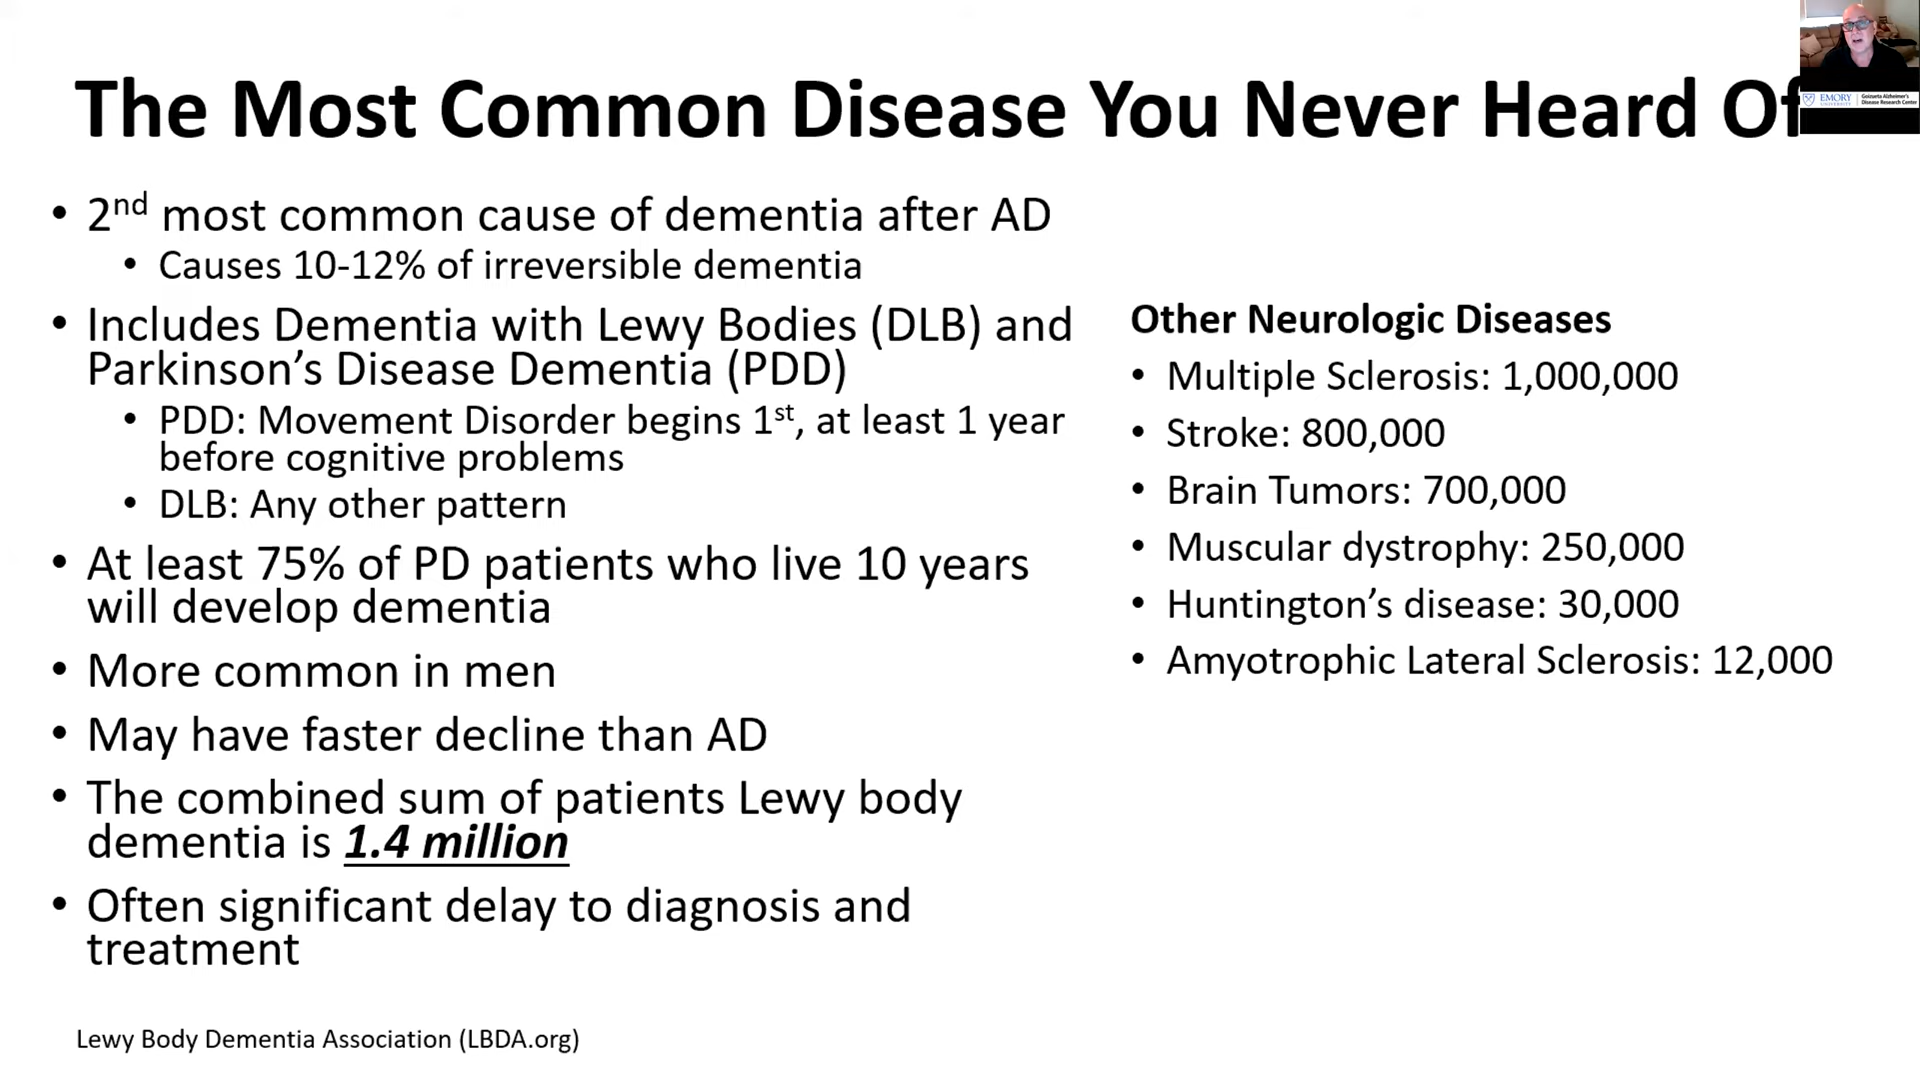 The Most Common Disease You Never Heard Of
• 2nd most common cause of dementia after AD
• Causes 10-12% of irreversible dementia
• Includes Dementia with Lewy Bodies (DLB) and
Parkinson’s Disease Dementia (PDD)
• PDD: Movement Disorder begins 1st, at least 1 year
before cognitive problems
• DLB: Any other pattern
• At least 75% of PD patients who live 10 years
will develop dementia
• More common in men
• May have faster decline than AD
• The combined sum of patients Lewy body
dementia is 1.4 million
• Often significant delay to diagnosis and
treatment
Lewy Body Dementia Association (LBDA.org)
Other Neurologic Diseases
• Multiple Sclerosis: 1,000,000
• Stroke: 800,000
• Brain Tumors: 700,000
• Muscular dystrophy: 250,000
• Huntington’s disease: 30,000
• Amyotrophic Lateral Sclerosis: 12,000
EMORY
UNIVERSITY
Goizueta Alzheimer's
Disease Research Center